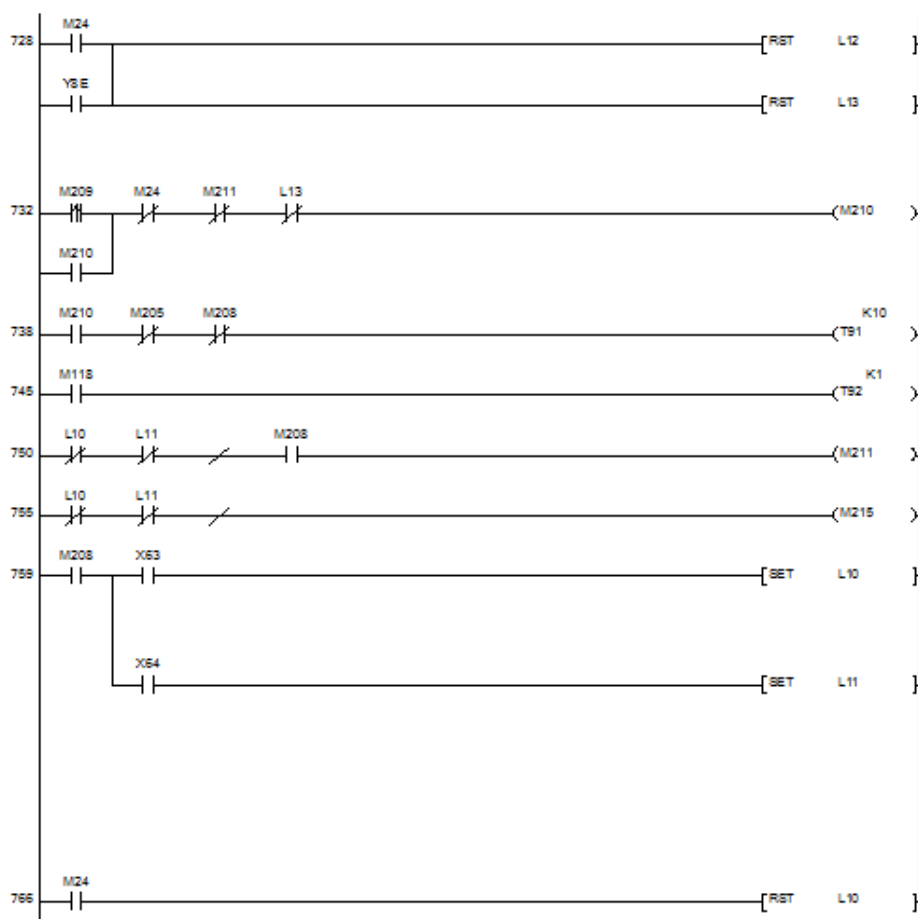 M24
728 RST L12
Y5E
RST L13
M209 M24 M211 L13
732 M210
M210
M210 M205 M208 K10
738 T91
M118 K1
745 T92
L10 L11 M208
750 M211
L10 L11
755 M215
M208 X63
759 SET L10
X64
SET L11
M24
766 RST L10